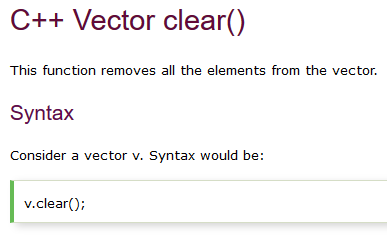 C++ Vector clear()
This function removes all the elements from the vector.
Syntax
Consider a vector v. Syntax would be:
v.clear();